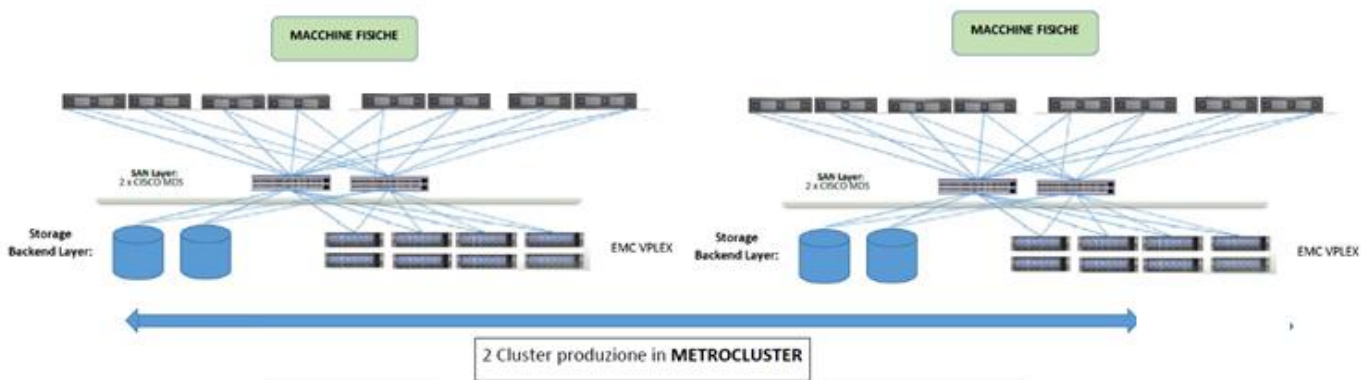 MACCHINE FISICHE
MACCHINE FISICHE
SAN Layer:
2 x CISCO MDS
SAN Layer:
2 x CISCO MDS
Storage
Backend Layer:
EMC VPLEX
Storage
Backend Layer:
EMC VPLEX
2 Cluster produzione in METROCLUSTER